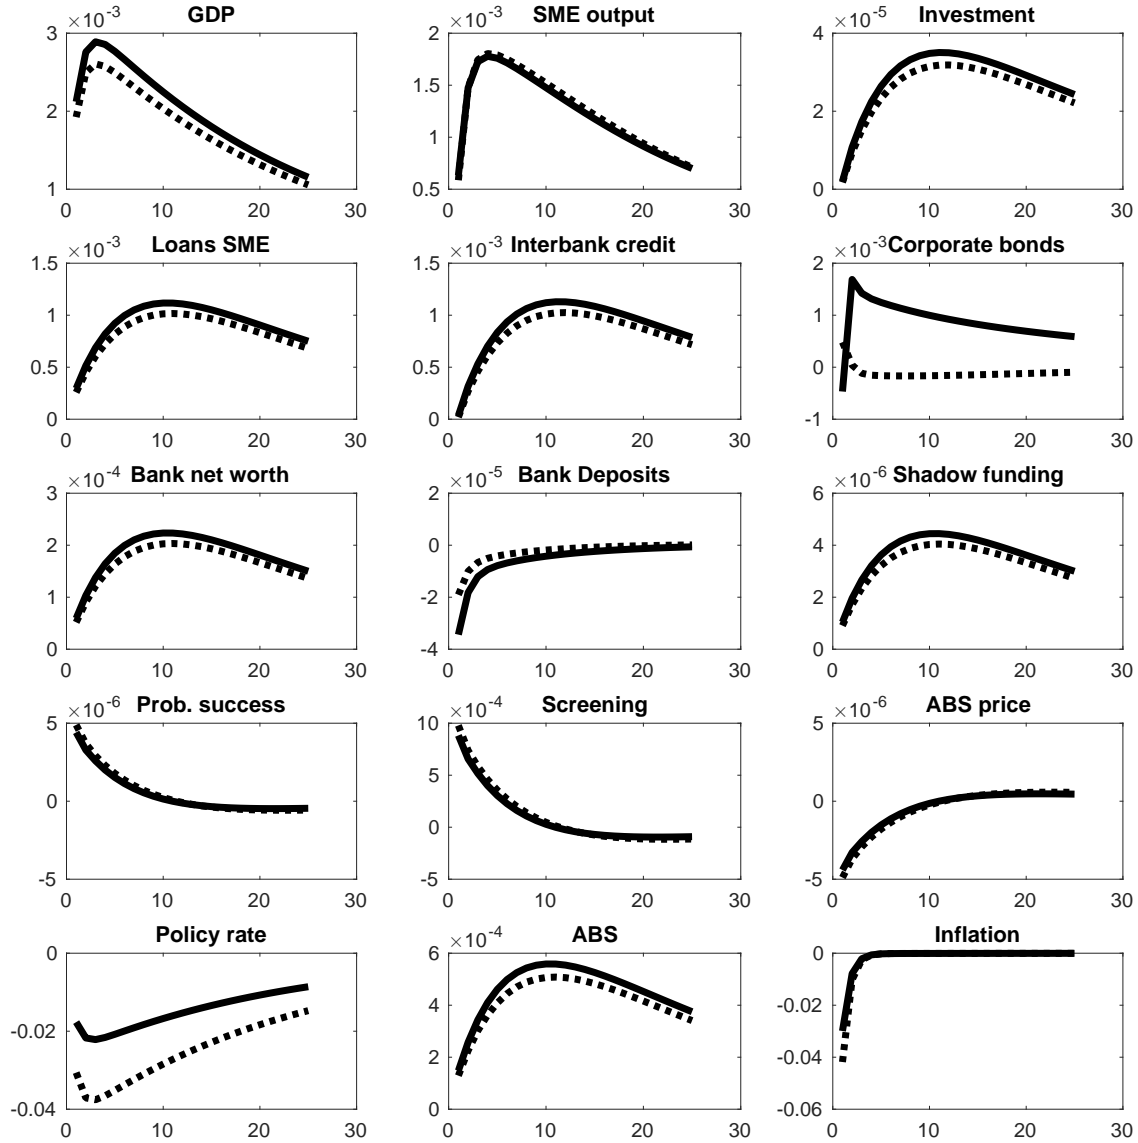 ×10⁻³ GDP
3
2
1
0 10 20 30
×10⁻³ SME output
2
1.5
1
0.5
0 10 20 30
×10⁻⁵ Investment
4
2
0
0 10 20 30
×10⁻³ Loans SME
1.5
1
0.5
0
0 10 20 30
×10⁻³ Interbank credit
1.5
1
0.5
0
0 10 20 30
×10⁻³ Corporate bonds
2
1
0
-1
0 10 20 30
×10⁻⁴ Bank net worth
3
2
1
0
0 10 20 30
×10⁻⁵ Bank Deposits
2
0
-2
-4
0 10 20 30
×10⁻⁶ Shadow funding
6
4
2
0
0 10 20 30
×10⁻⁶ Prob. success
5
0
-5
0 10 20 30
×10⁻⁴ Screening
10
5
0
-5
0 10 20 30
×10⁻⁶ ABS price
5
0
-5
0 10 20 30
Policy rate
0
-0.02
-0.04
0 10 20 30
×10⁻⁴ ABS
6
4
2
0
0 10 20 30
Inflation
0
-0.02
-0.04
-0.06
0 10 20 30